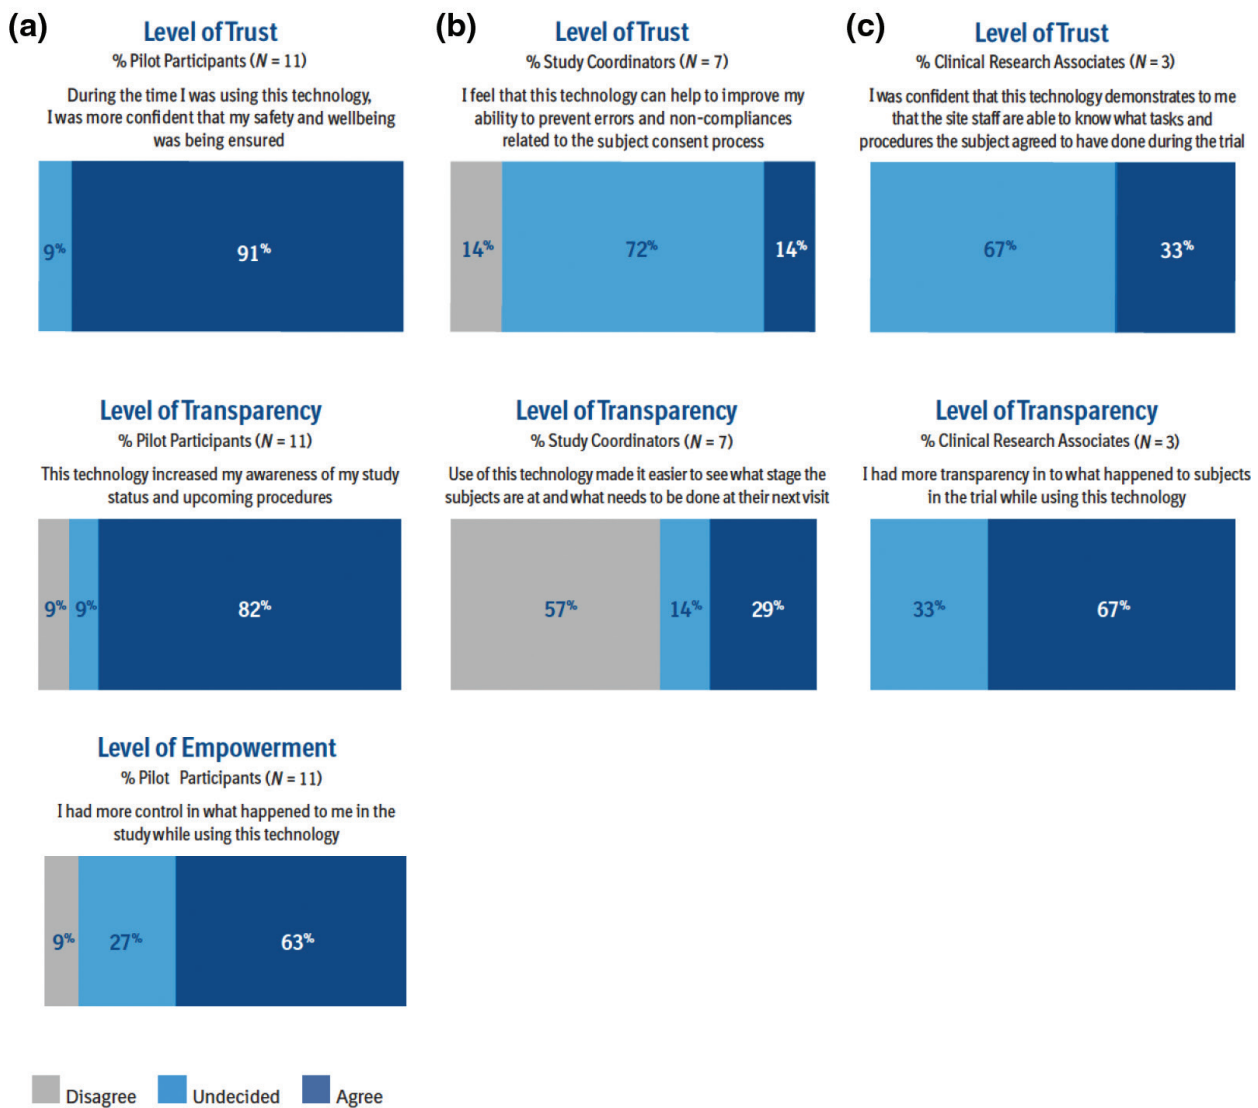 (a)
Level of Trust
% Pilot Participants (N = 11)
During the time I was using this technology,
I was more confident that my safety and wellbeing
was being ensured
9%
91%
Level of Transparency
% Pilot Participants (N = 11)
This technology increased my awareness of my study
status and upcoming procedures
9%
9%
82%
Level of Empowerment
% Pilot Participants (N = 11)
I had more control in what happened to me in the
study while using this technology
9%
27%
63%
(b)
Level of Trust
% Study Coordinators (N = 7)
I feel that this technology can help to improve my
ability to prevent errors and non-compliances
related to the subject consent process
14%
72%
14%
Level of Transparency
% Study Coordinators (N = 7)
Use of this technology made it easier to see what stage the
subjects are at and what needs to be done at their next visit
57%
14%
29%
(c)
Level of Trust
% Clinical Research Associates (N = 3)
I was confident that this technology demonstrates to me
that the site staff are able to know what tasks and
procedures the subject agreed to have done during the trial
67%
33%
Level of Transparency
% Clinical Research Associates (N = 3)
I had more transparency in to what happened to subjects
in the trial while using this technology
33%
67%
Disagree
Undecided
Agree